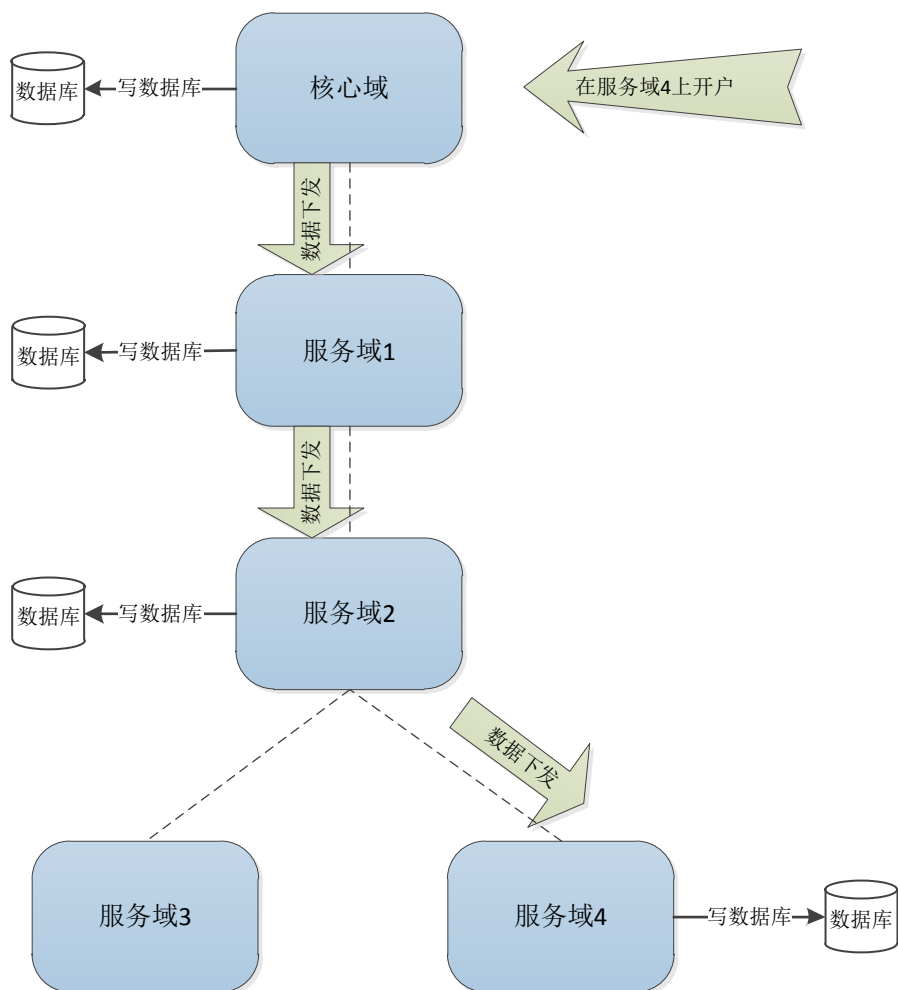 核心域
数据库
写数据库
在服务域4上开户
数据下发
服务域1
数据库
写数据库
数据下发
服务域2
数据库
写数据库
数据下发
服务域3
服务域4
写数据库
数据库